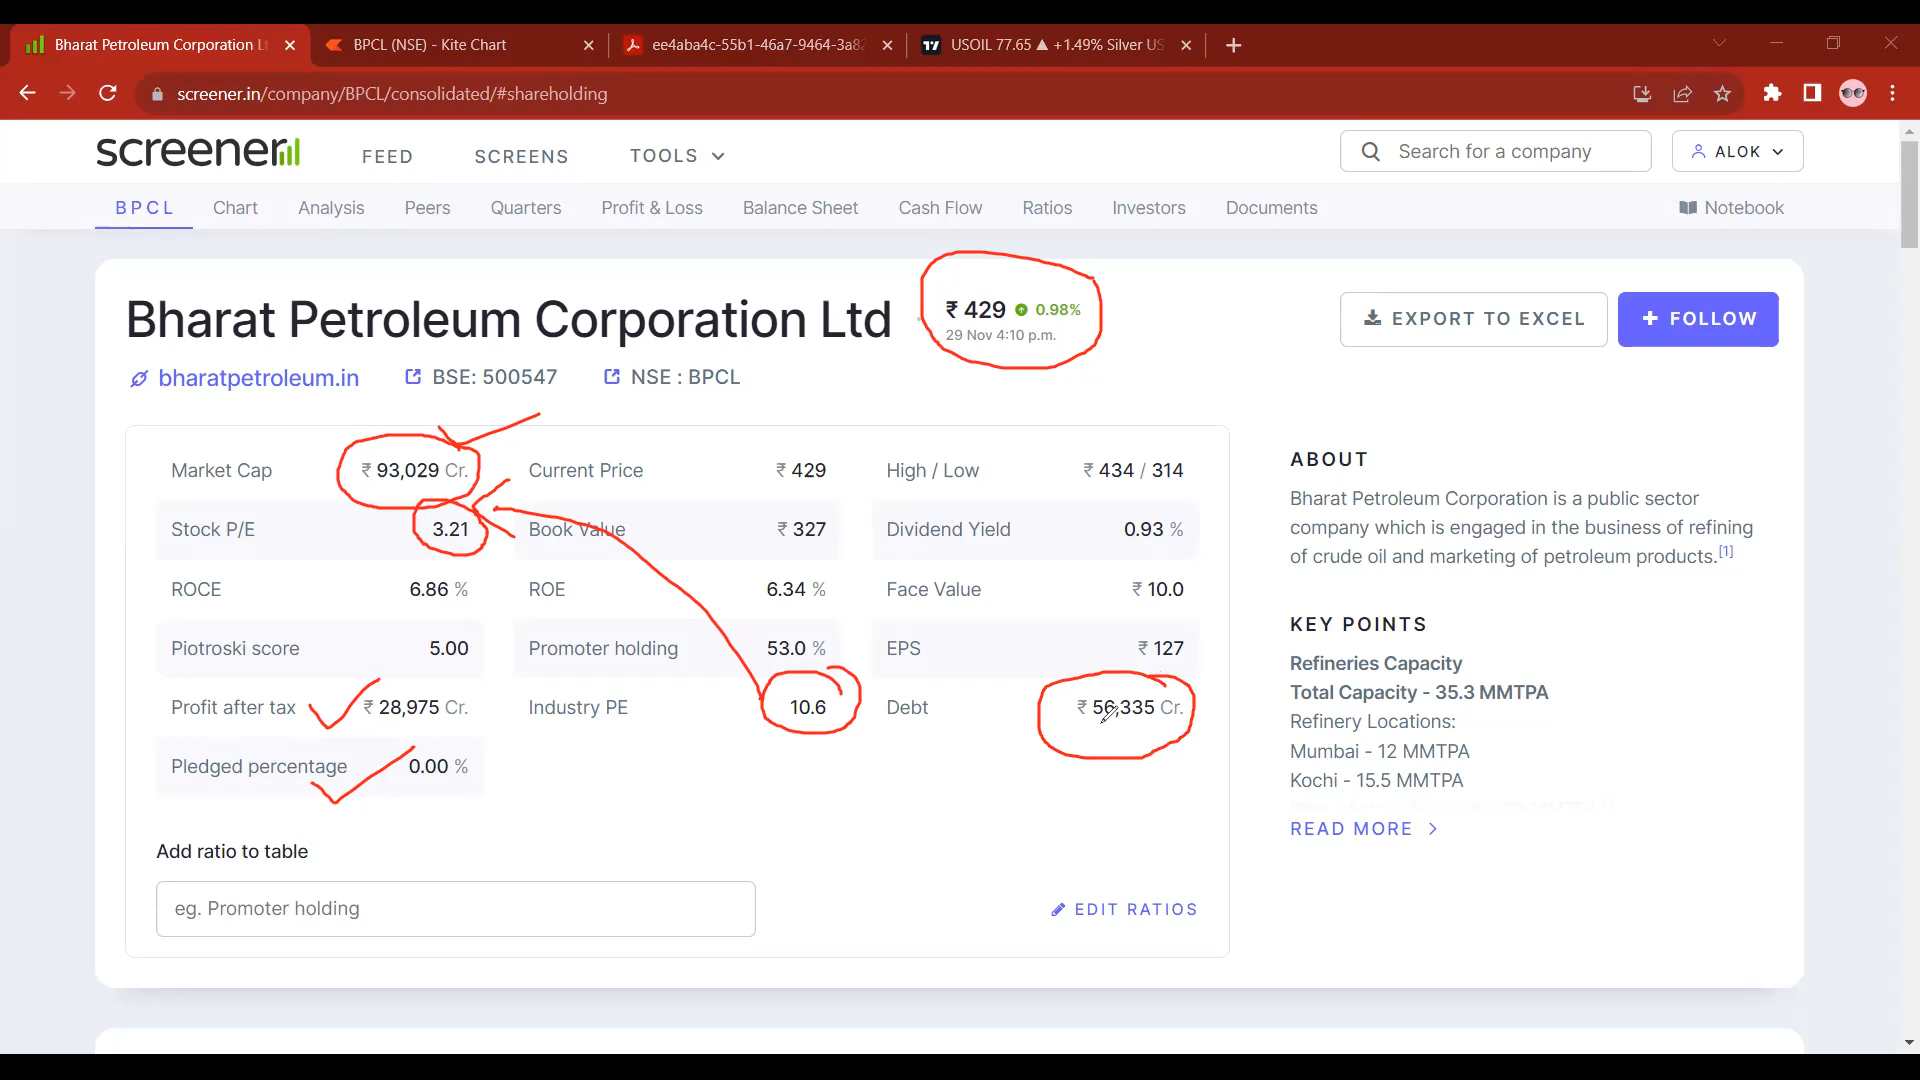 Bharat Petroleum Corporation Lt
BPCL (NSE) - Kite Chart
ee4aba4c-55b1-46a7-9464-3a82
USOIL 77.65 ▲ +1.49% Silver US
screener.in/company/BPCL/consolidated/#shareholding
screener
FEED
SCREENS
TOOLS
Search for a company
ALOK
BPCL
Chart
Analysis
Peers
Quarters
Profit & Loss
Balance Sheet
Cash Flow
Ratios
Investors
Documents
Notebook
Bharat Petroleum Corporation Ltd
₹ 429 0.98%
29 Nov 4:10 p.m.
EXPORT TO EXCEL
+ FOLLOW
bharatpetroleum.in
BSE: 500547
NSE : BPCL
Market Cap ₹ 93,029 Cr.
Current Price ₹ 429
High / Low ₹ 434 / 314
Stock P/E 3.21
Book Value ₹ 327
Dividend Yield 0.93 %
ROCE 6.86 %
ROE 6.34 %
Face Value ₹ 10.0
Piotroski score 5.00
Promoter holding 53.0 %
EPS ₹ 127
Profit after tax ₹ 28,975 Cr.
Industry PE 10.6
Debt ₹ 56,335 Cr.
Pledged percentage 0.00 %
Add ratio to table
eg. Promoter holding
EDIT RATIOS
ABOUT
Bharat Petroleum Corporation is a public sector
company which is engaged in the business of refining
of crude oil and marketing of petroleum products.[1]
KEY POINTS
Refineries Capacity
Total Capacity - 35.3 MMTPA
Refinery Locations:
Mumbai - 12 MMTPA
Kochi - 15.5 MMTPA
READ MORE